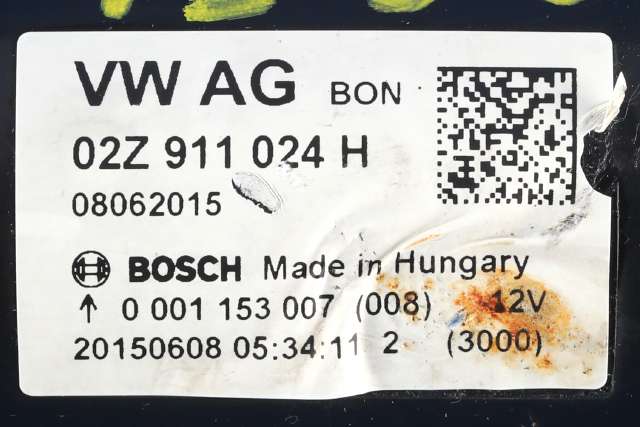 VW AG BON
02Z 911 024 H
08062015
BOSCH Made in Hungary
↑ 0 001 153 007 (008) 12V
20150608 05:34:11 2 (3000)